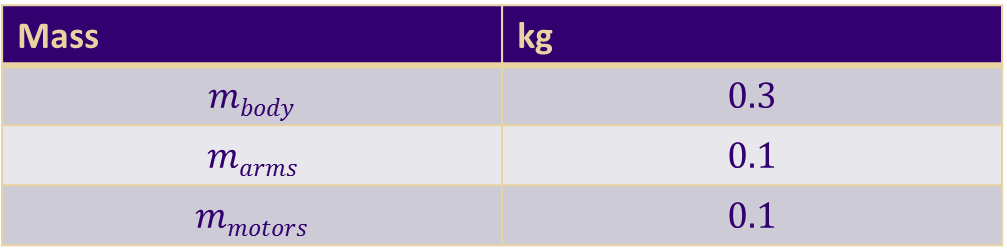 Mass kg
m_body 0.3
m_arms 0.1
m_motors 0.1